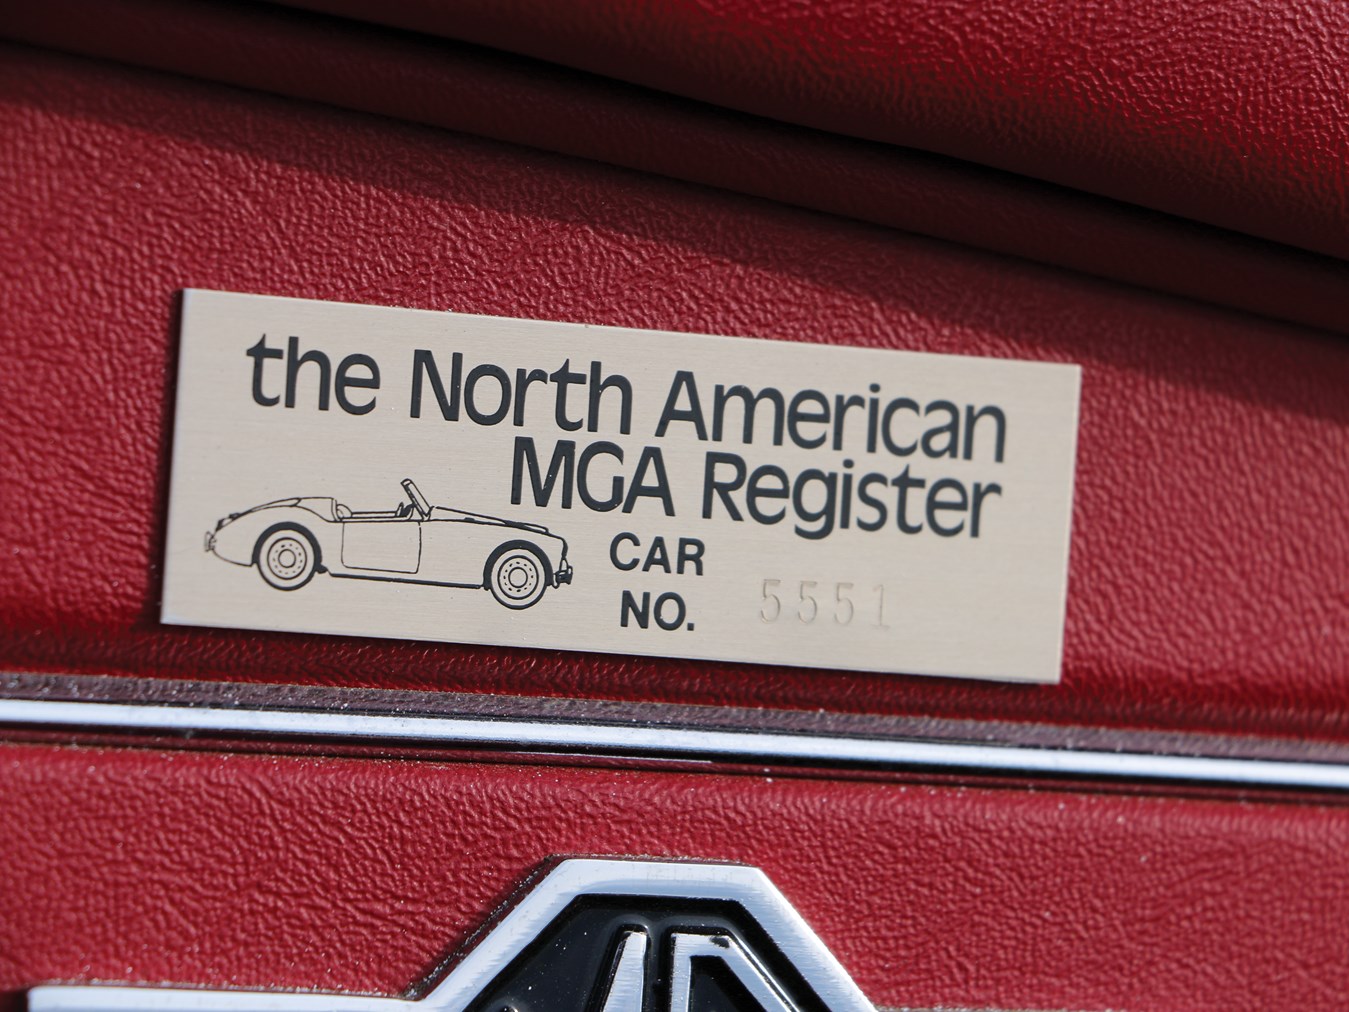 the North American
MGA Register
CAR
NO. 5551